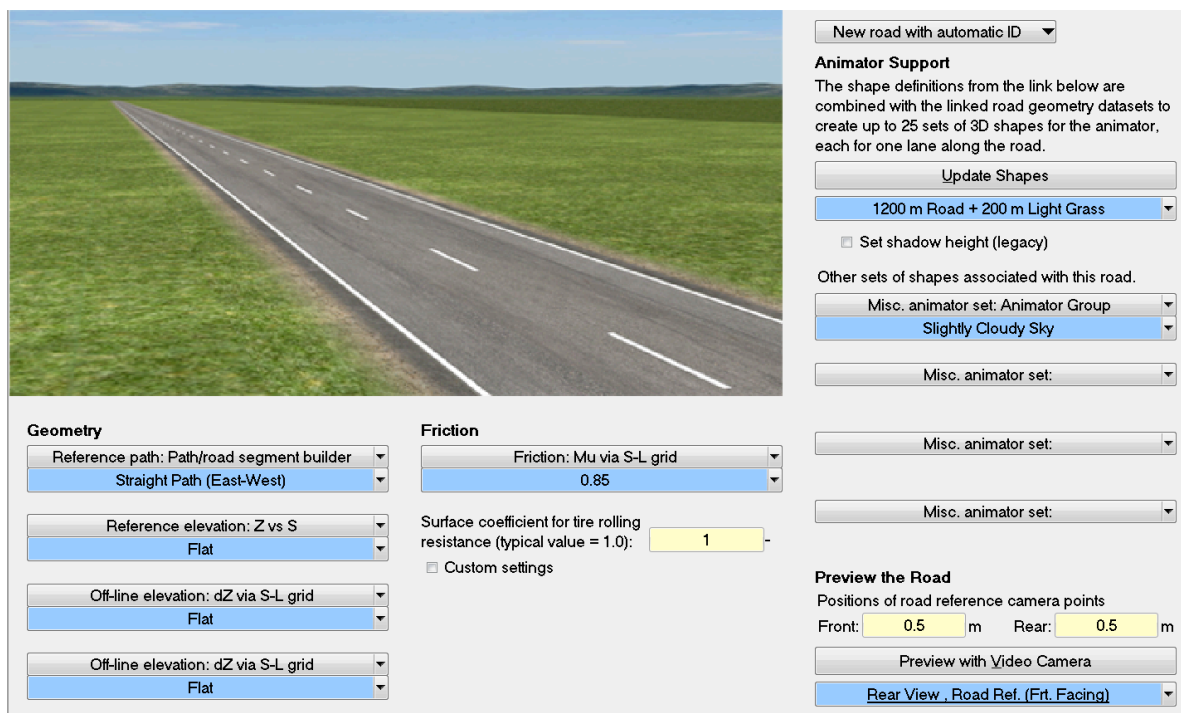 New road with automatic ID
Animator Support
The shape definitions from the link below are
combined with the linked road geometry datasets to
create up to 25 sets of 3D shapes for the animator,
each for one lane along the road.
Update Shapes
1200 m Road + 200 m Light Grass
Set shadow height (legacy)
Other sets of shapes associated with this road.
Misc. animator set: Animator Group
Slightly Cloudy Sky
Misc. animator set:
Misc. animator set:
Misc. animator set:
Preview the Road
Positions of road reference camera points
Front: 0.5 m Rear: 0.5 m
Preview with Video Camera
Rear View , Road Ref. (Frt. Facing)
Geometry
Reference path: Path/road segment builder
Straight Path (East-West)
Reference elevation: Z vs S
Flat
Off-line elevation: dZ via S-L grid
Flat
Off-line elevation: dZ via S-L grid
Flat
Friction
Friction: Mu via S-L grid
0.85
Surface coefficient for tire rolling
resistance (typical value = 1.0): 1 -
Custom settings